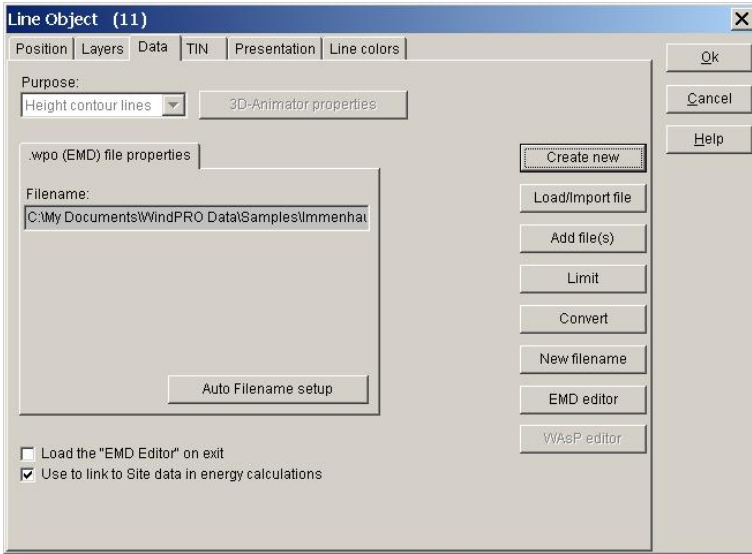 Line Object (11)
Position Layers Data TIN Presentation Line colors
Ok
Cancel
Help
Purpose:
Height contour lines
3D-Animator properties
.wpo (EMD) file properties
Filename:
C:\My Documents\WindPRO Data\Samples\Immenhau
Auto Filename setup
Create new
Load/Import file
Add file(s)
Limit
Convert
New filename
EMD editor
WAsP editor
Load the "EMD Editor" on exit
Use to link to Site data in energy calculations